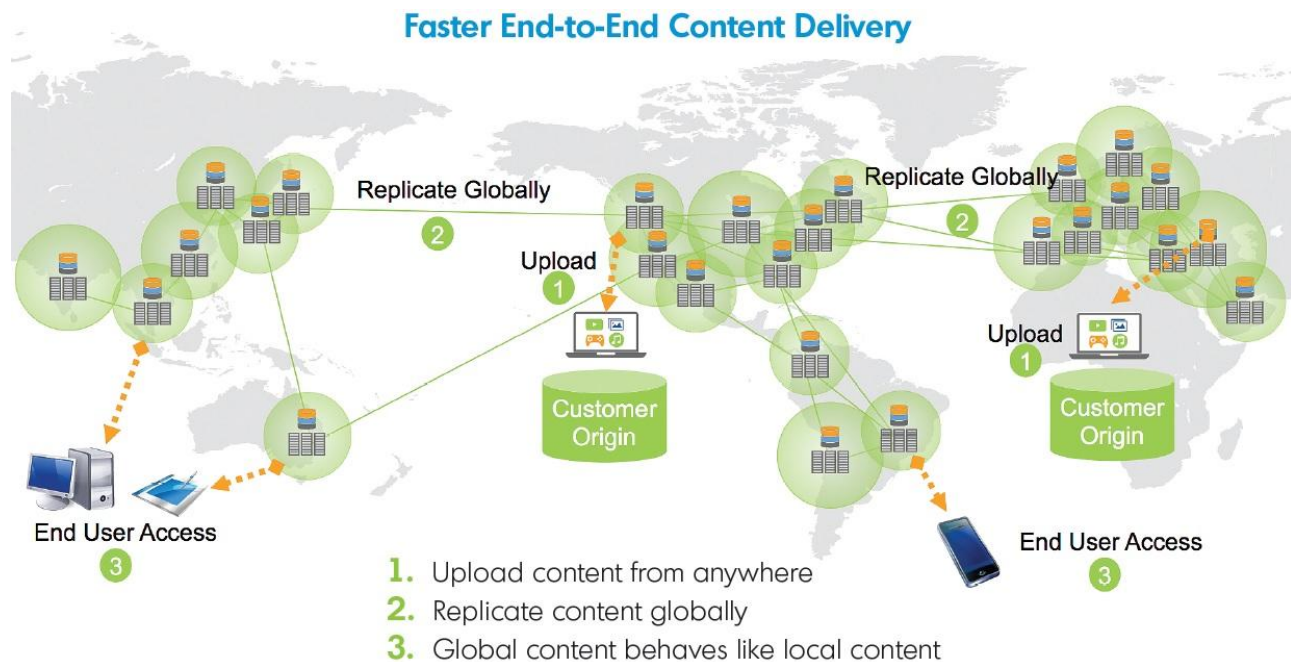 Faster End-to-End Content Delivery
Replicate Globally
2
Replicate Globally
2
Upload
1
Upload
1
Customer
Origin
Customer
Origin
End User Access
3
End User Access
3
1. Upload content from anywhere
2. Replicate content globally
3. Global content behaves like local content